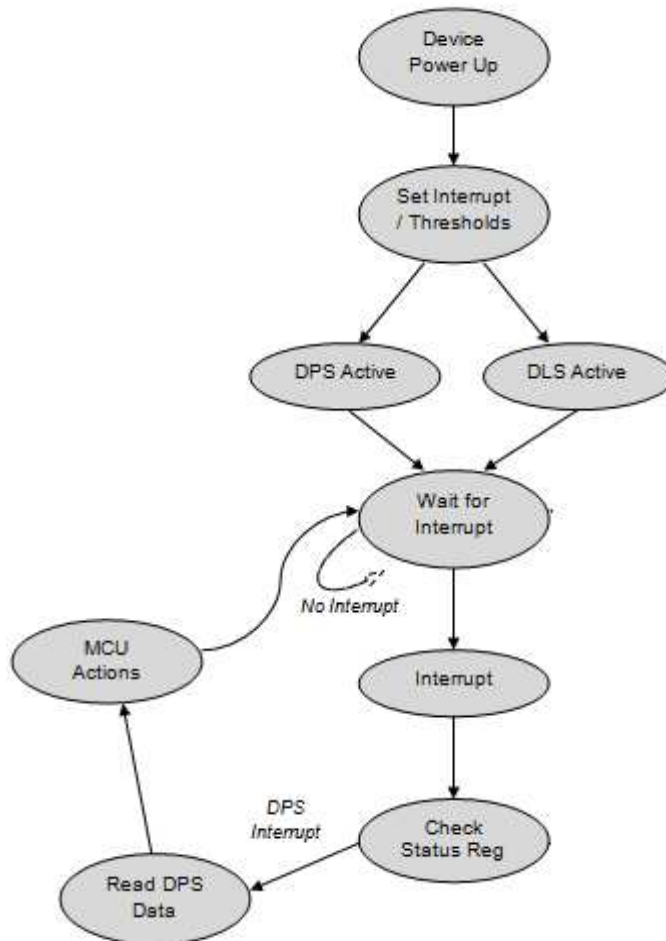 Device
Power Up
Set Interrupt
/ Thresholds
DPS Active
DLS Active
Wait for
Interrupt
No Interrupt
MCU
Actions
Interrupt
DPS
Interrupt
Check
Status Reg
Read DPS
Data